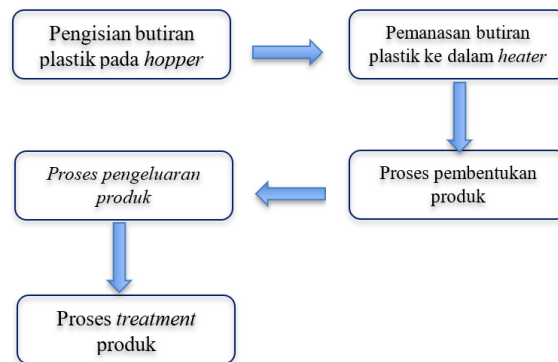 Pengisian butiran
plastik pada hopper
Pemanasan butiran
plastik ke dalam heater
Proses pembentukan
produk
Proses pengeluaran
produk
Proses treatment
produk